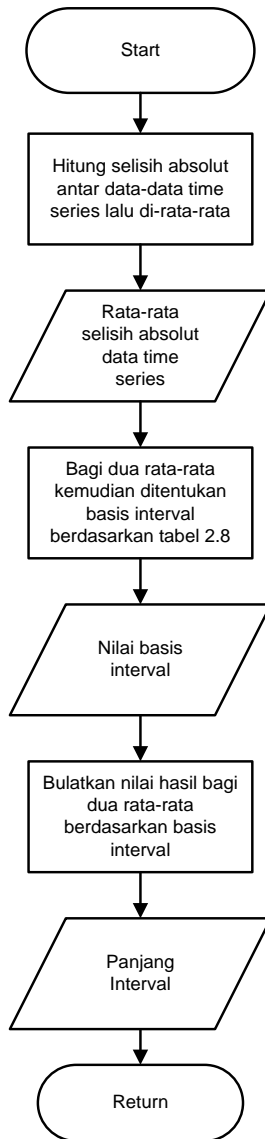 Start
Hitung selisih absolut
antar data-data time
series lalu di-rata-rata
Rata-rata
selisih absolut
data time
series
Bagi dua rata-rata
kemudian ditentukan
basis interval
berdasarkan tabel 2.8
Nilai basis
interval
Bulatkan nilai hasil bagi
dua rata-rata
berdasarkan basis
interval
Panjang
Interval
Return